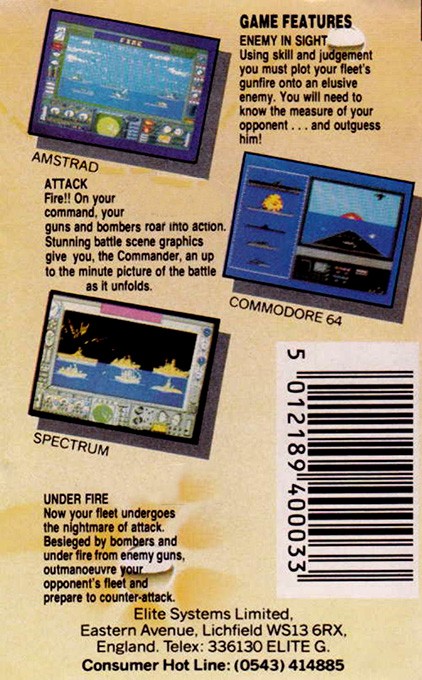 GAME FEATURES
ENEMY IN SIGHT
Using skill and judgement
you must plot your fleet's
gunfire onto an elusive
enemy. You will need to
know the measure of your
opponent . . . and outguess
him!
FIRE
AMSTRAD
ATTACK
Fire!! On your
command, your
guns and bombers roar into action.
Stunning battle scene graphics
give you, the Commander, an up
to the minute picture of the battle
as it unfolds.
COMMODORE 64
SPECTRUM
5 012189 400033
UNDER FIRE
Now your fleet undergoes
the nightmare of attack.
Besieged by bombers and
under fire from enemy guns,
outmanoeuvre your
opponent's fleet and
prepare to counter-attack.
Elite Systems Limited,
Eastern Avenue, Lichfield WS13 6RX,
England. Telex: 336130 ELITE G.
Consumer Hot Line: (0543) 414885